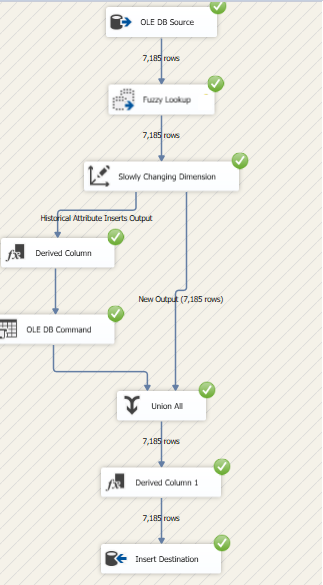 OLE DB Source
7,185 rows
Fuzzy Lookup
7,185 rows
Slowly Changing Dimension
Historical Attribute Inserts Output
Derived Column
New Output (7,185 rows)
OLE DB Command
Union All
7,185 rows
Derived Column 1
7,185 rows
Insert Destination